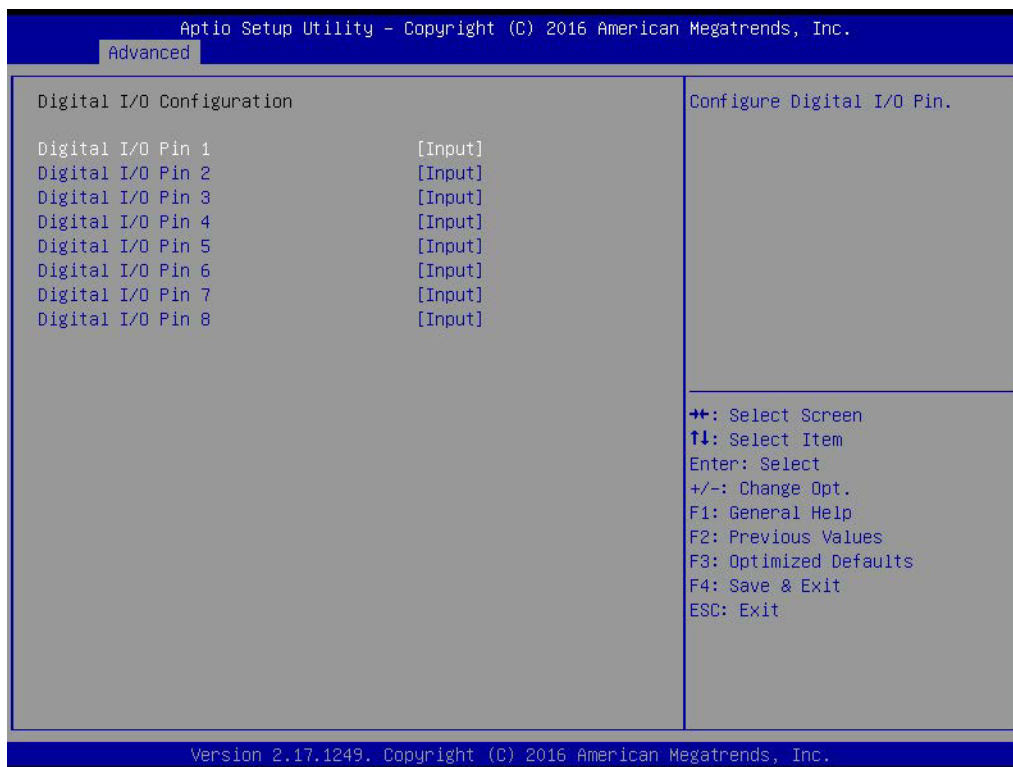 Aptio Setup Utility – Copyright (C) 2016 American Megatrends, Inc.
Advanced
Digital I/O Configuration
Digital I/O Pin 1 [Input]
Digital I/O Pin 2 [Input]
Digital I/O Pin 3 [Input]
Digital I/O Pin 4 [Input]
Digital I/O Pin 5 [Input]
Digital I/O Pin 6 [Input]
Digital I/O Pin 7 [Input]
Digital I/O Pin 8 [Input]
Configure Digital I/O Pin.
→←: Select Screen
↑↓: Select Item
Enter: Select
+/-: Change Opt.
F1: General Help
F2: Previous Values
F3: Optimized Defaults
F4: Save & Exit
ESC: Exit
Version 2.17.1249. Copyright (C) 2016 American Megatrends, Inc.